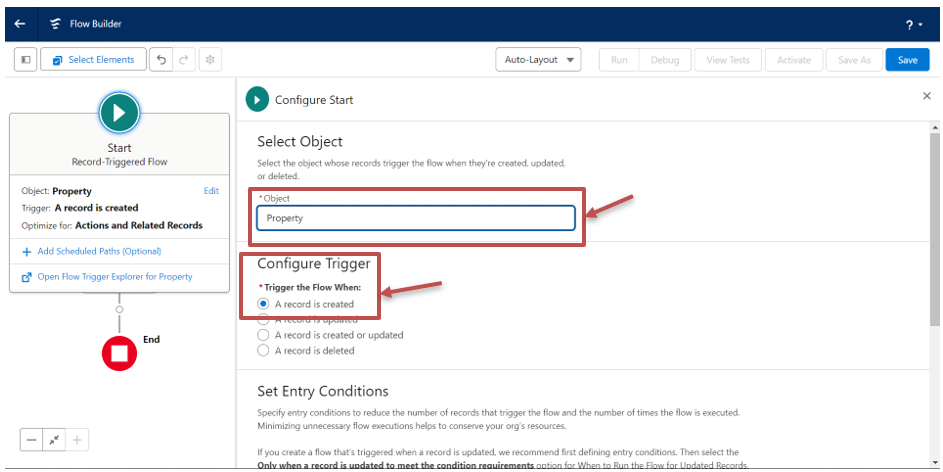 Flow Builder
?
Select Elements
Auto-Layout
Run
Debug
View Tests
Activate
Save As
Save
Start
Record-Triggered Flow
Object: Property
Edit
Trigger: A record is created
Optimize for: Actions and Related Records
+ Add Scheduled Paths (Optional)
Open Flow Trigger Explorer for Property
End
Configure Start
Select Object
Select the object whose records trigger the flow when they're created, updated,
or deleted.
*Object
Property
Configure Trigger
*Trigger the Flow When:
A record is created
A record is updated
A record is created or updated
A record is deleted
Set Entry Conditions
Specify entry conditions to reduce the number of records that trigger the flow and the number of times the flow is executed.
Minimizing unnecessary flow executions helps to conserve your org's resources.
If you create a flow that's triggered when a record is updated, we recommend first defining entry conditions. Then select the
Only when a record is updated to meet the condition requirements option for When to Run the Flow for Updated Records.